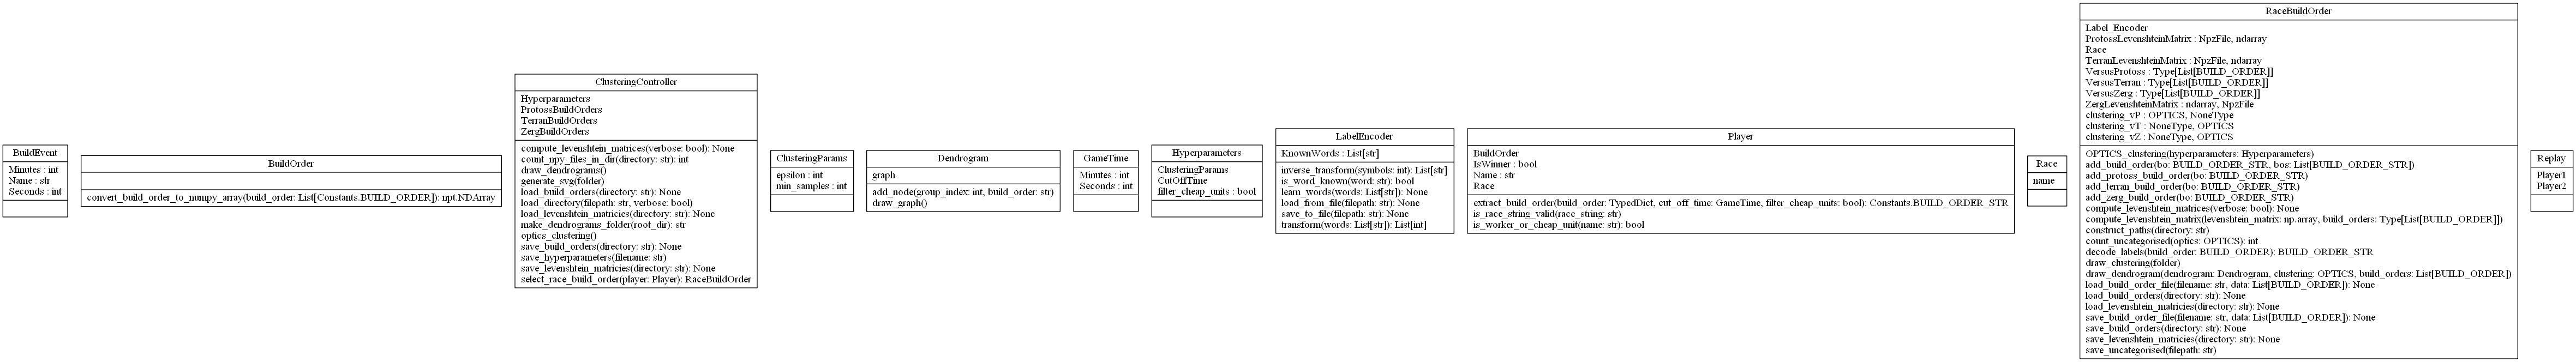 BuildEvent
Minutes : int
Name : str
Seconds : int
BuildOrder
convert_build_order_to_numpy_array(build_order: List[Constants.BUILD_ORDER]): npt.NDArray
ClusteringController
Hyperparameters
ProtossBuildOrders
TerranBuildOrders
ZergBuildOrders
compute_levenshtein_matrices(verbose: bool): None
count_npy_files_in_dir(directory: str): int
draw_dendrograms()
generate_svg(folder)
load_build_orders(directory: str): None
load_directory(filepath: str, verbose: bool)
load_levenshtein_matricies(directory: str): None
make_dendrograms_folder(root_dir): str
optics_clustering()
save_build_orders(directory: str): None
save_hyperparameters(filename: str)
save_levenshtein_matricies(directory: str): None
select_race_build_order(player: Player): RaceBuildOrder
ClusteringParams
epsilon : int
min_samples : int
Dendrogram
graph
add_node(group_index: int, build_order: str)
draw_graph()
GameTime
Minutes : int
Seconds : int
Hyperparameters
ClusteringParams
CutOffTime
filter_cheap_units : bool
LabelEncoder
KnownWords : List[str]
inverse_transform(symbols: int): List[str]
is_word_known(word: str): bool
learn_words(words: List[str]): None
load_from_file(filepath: str): None
save_to_file(filepath: str): None
transform(words: List[str]): List[int]
Player
BuildOrder
IsWinner : bool
Name : str
Race
extract_build_order(build_order: TypedDict, cut_off_time: GameTime, filter_cheap_units: bool): Constants.BUILD_ORDER_STR
is_race_string_valid(race_string: str)
is_worker_or_cheap_unit(name: str): bool
Race
name
RaceBuildOrder
Label_Encoder
ProtossLevenshteinMatrix : NpzFile, ndarray
Race
TerranLevenshteinMatrix : NpzFile, ndarray
VersusProtoss : Type[List[BUILD_ORDER]]
VersusTerran : Type[List[BUILD_ORDER]]
VersusZerg : Type[List[BUILD_ORDER]]
ZergLevenshteinMatrix : ndarray, NpzFile
clustering_vP : OPTICS, NoneType
clustering_vT : NoneType, OPTICS
clustering_vZ : NoneType, OPTICS
OPTICS_clustering(hyperparameters: Hyperparameters)
add_build_order(bo: BUILD_ORDER_STR, bos: List[BUILD_ORDER_STR])
add_protoss_build_order(bo: BUILD_ORDER_STR)
add_terran_build_order(bo: BUILD_ORDER_STR)
add_zerg_build_order(bo: BUILD_ORDER_STR)
compute_levenshtein_matrices(verbose: bool): None
compute_levenshtein_matrix(levenshtein_matrix: np.array, build_orders: Type[List[BUILD_ORDER]])
construct_paths(directory: str)
count_uncategorised(optics: OPTICS): int
decode_labels(build_order: BUILD_ORDER): BUILD_ORDER_STR
draw_clustering(folder)
draw_dendrogram(dendrogram: Dendrogram, clustering: OPTICS, build_orders: List[BUILD_ORDER])
load_build_order_file(filename: str, data: List[BUILD_ORDER]): None
load_build_orders(directory: str): None
load_levenshtein_matricies(directory: str): None
save_build_order_file(filename: str, data: List[BUILD_ORDER]): None
save_build_orders(directory: str): None
save_levenshtein_matricies(directory: str): None
save_uncategorised(filepath: str)
Replay
Player1
Player2